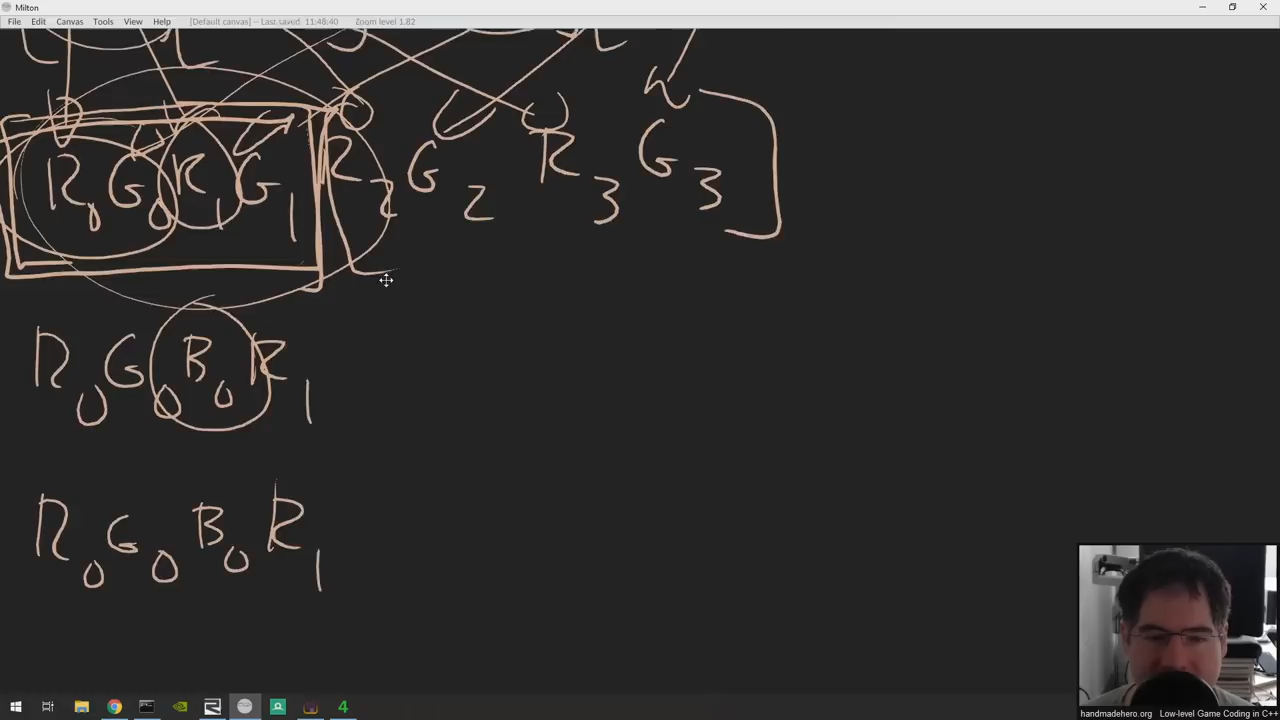 Milton
File Edit Canvas Tools View Help [Default canvas] -- Last saved: 11:48:40 Zoom level 1.82
R0 G0 R1 G1 R2 G2 R3 G3
R0 G0 B0 R1
R0 G0 B0 R1
4
handmadehero.org Low-level Game Coding in C++